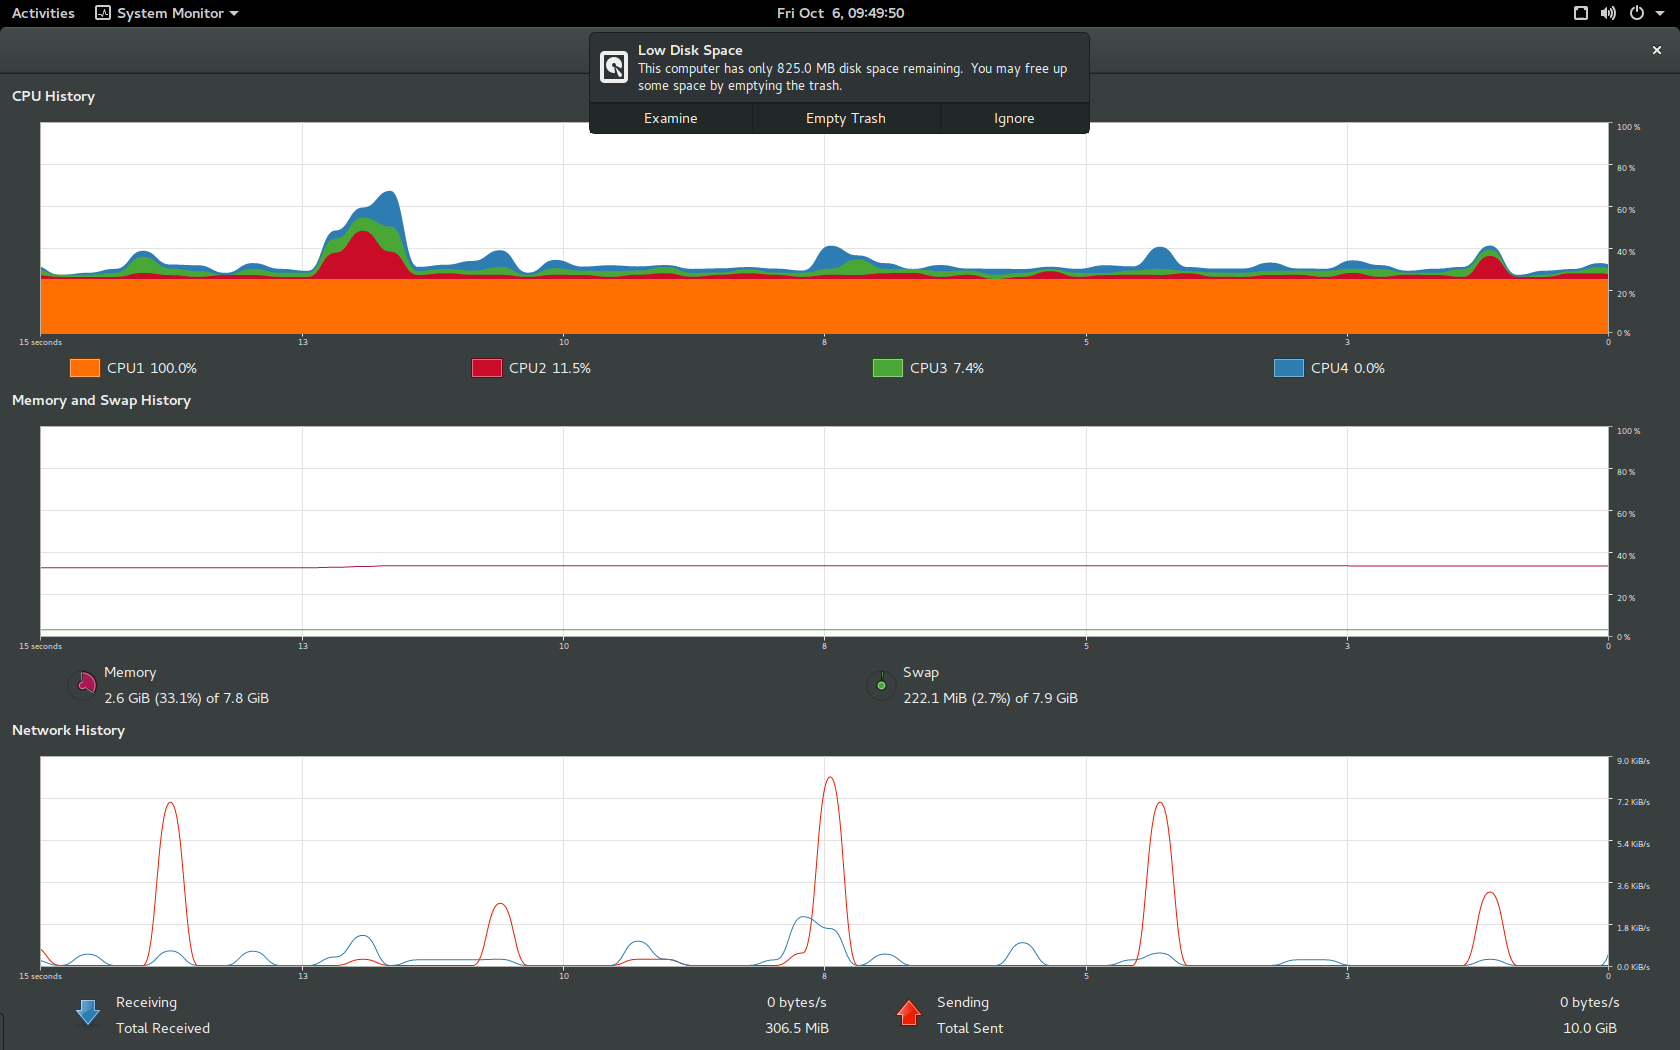 Activities System Monitor Fri Oct 6, 09:49:50
Low Disk Space
This computer has only 825.0 MB disk space remaining. You may free up
some space by emptying the trash.
Examine Empty Trash Ignore
CPU History
100 %
80 %
60 %
40 %
20 %
0 %
15 seconds 13 10 8 5 3 0
CPU1 100.0% CPU2 11.5% CPU3 7.4% CPU4 0.0%
Memory and Swap History
100 %
80 %
60 %
40 %
20 %
0 %
15 seconds 13 10 8 5 3 0
Memory Swap
2.6 GiB (33.1%) of 7.8 GiB 222.1 MiB (2.7%) of 7.9 GiB
Network History
9.0 KiB/s
7.2 KiB/s
5.4 KiB/s
3.6 KiB/s
1.8 KiB/s
0.0 KiB/s
15 seconds 13 10 8 5 3 0
Receiving 0 bytes/s Sending 0 bytes/s
Total Received 306.5 MiB Total Sent 10.0 GiB